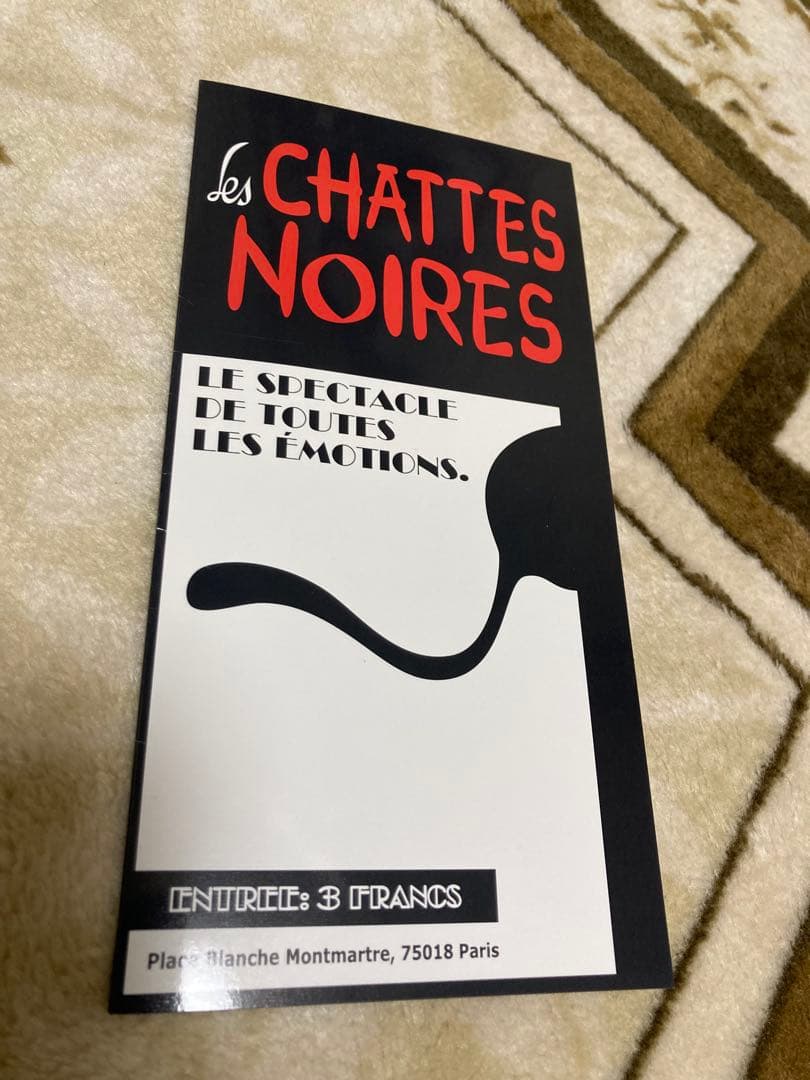 Les CHATTES
NOIRES
LE SPECTACLE
DE TOUTES
LES ÉMOTIONS.
ENTREE: 3 FRANCS
Place Blanche Montmartre, 75018 Paris